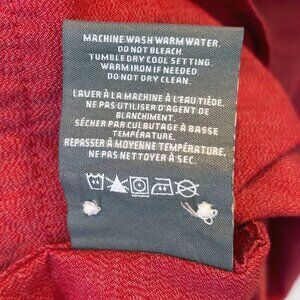 MACHINE WASH WARM WATER
DO NOT BLEACH
TUMBLE DRY COOL SETTING.
WARM IRON IF NEEDED
DO NOT DRY CLEAN.
LAVER À LA MACHINE À L'EAU TIÈDE.
NE PAS UTILISER D'AGENT DE
BLANCHIMENT.
SÉCHER PAR CULBUTAGE À BASSE
TEMPÉRATURE.
REPASSER À MOYENNE TEMPÉRATURE.
NE PAS NETTOYER À SEC.